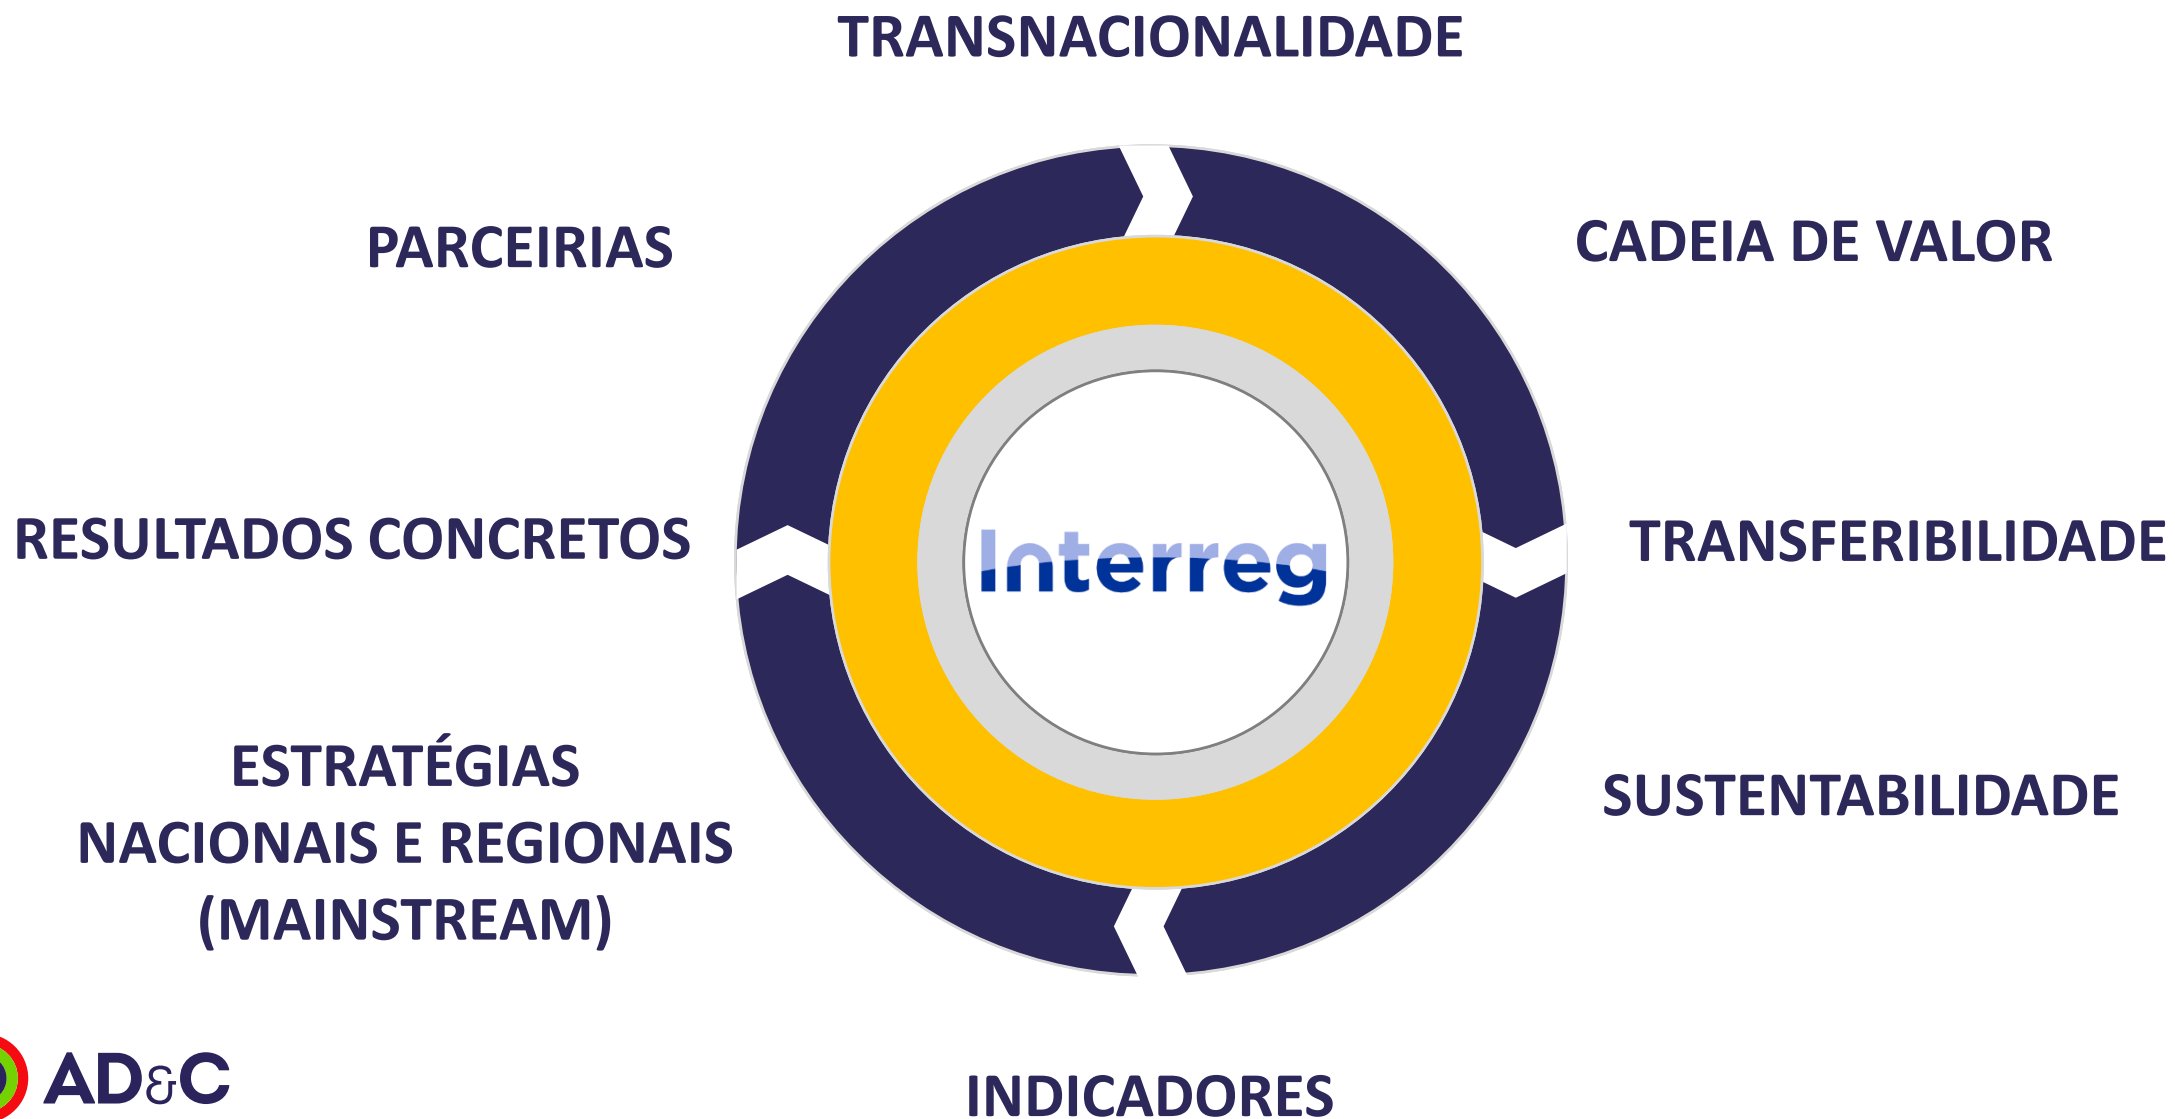 TRANSNACIONALIDADE
PARCEIRIAS
CADEIA DE VALOR
RESULTADOS CONCRETOS
Interreg
TRANSFERIBILIDADE
ESTRATÉGIAS
NACIONAIS E REGIONAIS
(MAINSTREAM)
SUSTENTABILIDADE
AD&C
INDICADORES